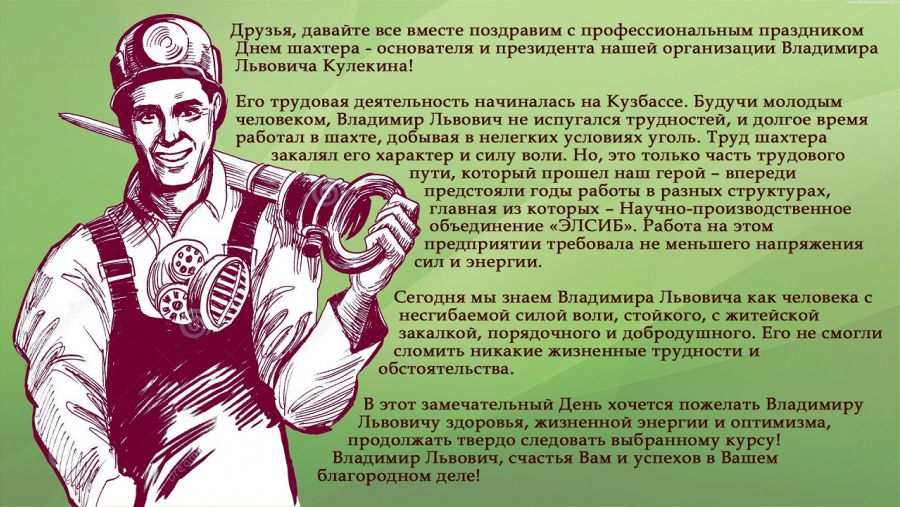 Друзья, давайте все вместе поздравим с профессиональным праздником
Днем шахтера - основателя и президента нашей организации Владимира
Львовича Кулекина!
Его трудовая деятельность начиналась на Кузбассе. Будучи молодым
человеком, Владимир Львович не испугался трудностей, и долгое время
работал в шахте, добывая в нелегких условиях уголь. Труд шахтера
закалял его характер и силу воли. Но, это только часть трудового
пути, который прошел наш герой – впереди
предстояли годы работы в разных структурах,
главная из которых – Научно-производственное
объединение «ЭЛСИБ». Работа на этом
предприятии требовала не меньшего напряжения
сил и энергии.
Сегодня мы знаем Владимира Львовича как человека с
несгибаемой силой воли, стойкого, с житейской
закалкой, порядочного и добродушного. Его не смогли
сломить никакие жизненные трудности и
обстоятельства.
В этот замечательный День хочется пожелать Владимиру
Львовичу здоровья, жизненной энергии и оптимизма,
продолжать твердо следовать выбранному курсу!
Владимир Львович, счастья Вам и успехов в Вашем
благородном деле!